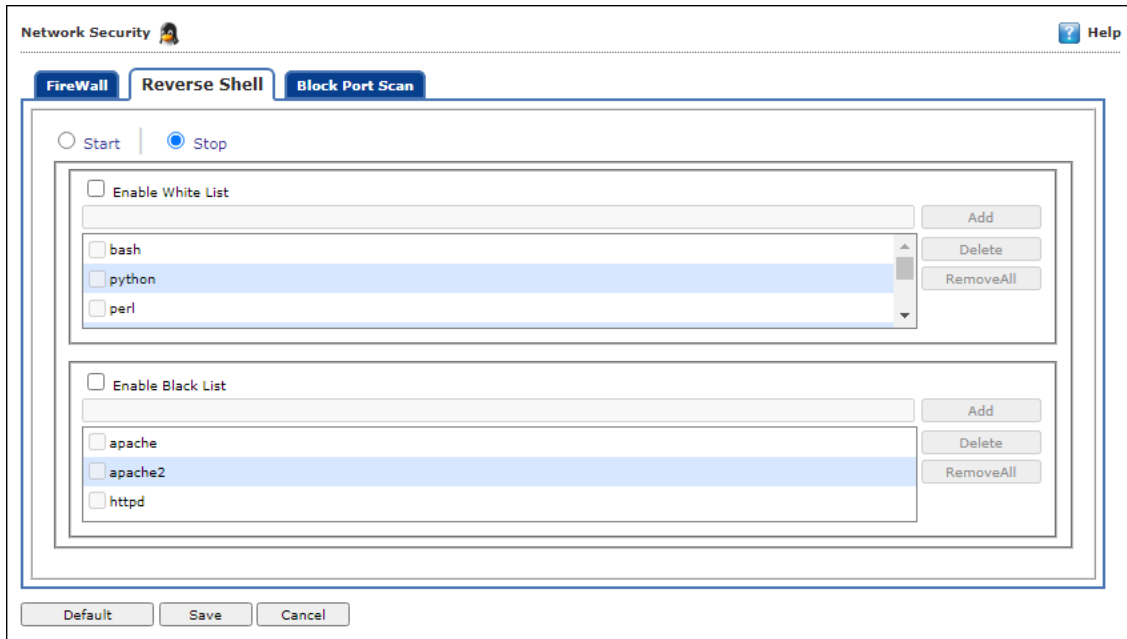 Network Security
? Help
FireWall Reverse Shell Block Port Scan
Start Stop
Enable White List
Add
bash Delete
python RemoveAll
perl
Enable Black List
Add
apache Delete
apache2 RemoveAll
httpd
Default Save Cancel